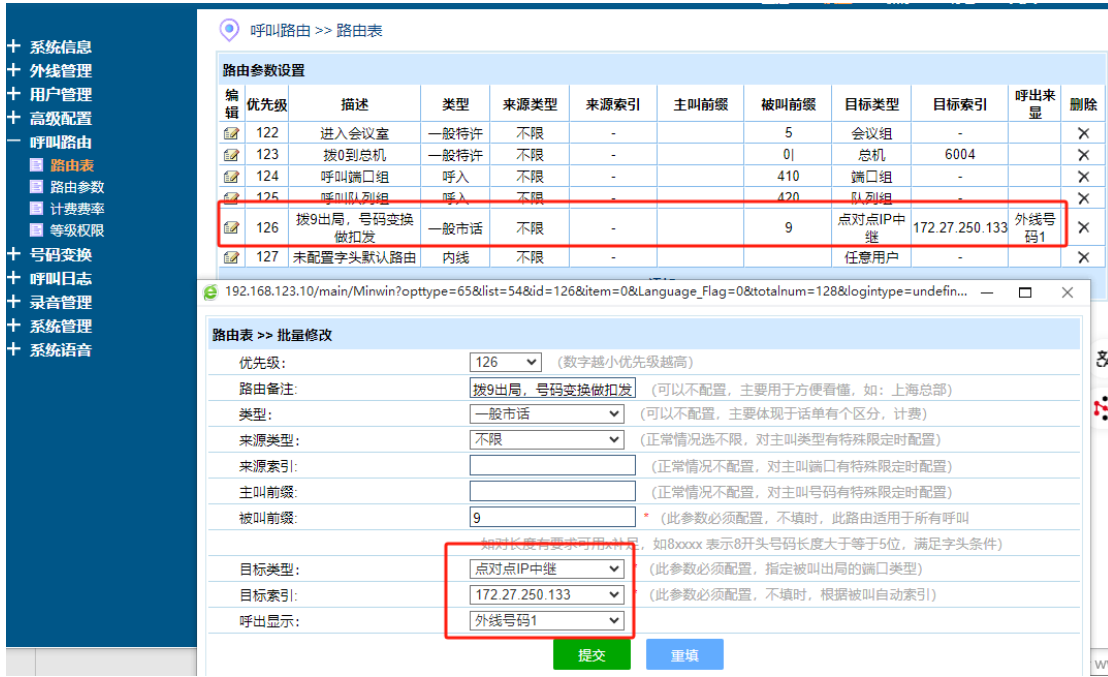 呼叫路由 >> 路由表
系统信息
外线管理
用户管理
高级配置
呼叫路由
路由表
路由参数
计费费率
等级权限
号码变换
呼叫日志
录音管理
系统管理
系统语音
路由参数设置
编辑 优先级 描述 类型 来源类型 来源索引 主叫前缀 被叫前缀 目标类型 目标索引 呼出来显 删除
122 进入会议室 一般特许 不限 - 5 会议组 -
123 拨0到总机 一般特许 不限 - 0| 总机 6004
124 呼叫端口组 呼入 不限 - 410 端口组 -
125 呼叫队列组 呼入 不限 - 420 队列组 -
126 拨9出局，号码变换做扣发 一般市话 不限 - 9 点对点IP中继 172.27.250.133 外线号码1
127 未配置字头默认路由 内线 不限 - 任意用户 -
192.168.123.10/main/Minwin?opttype=65&list=54&id=126&item=0&Language_Flag=0&totalnum=128&logintype=undefin...
路由表 >> 批量修改
优先级: 126 (数字越小优先级越高)
路由备注: 拨9出局，号码变换做扣发 (可以不配置，主要用于方便看懂，如：上海总部)
类型: 一般市话 (可以不配置，主要体现于话单有个区分，计费)
来源类型: 不限 (正常情况选不限，对主叫类型有特殊限定时配置)
来源索引: (正常情况不配置，对主叫端口有特殊限定时配置)
主叫前缀: (正常情况不配置，对主叫号码有特殊限定时配置)
被叫前缀: 9 * (此参数必须配置，不填时，此路由适用于所有呼叫
如对长度有要求可用x补足，如8xxxx 表示8开头号码长度大于等于5位，满足字头条件)
目标类型: 点对点IP中继 * (此参数必须配置，指定被叫出局的端口类型)
目标索引: 172.27.250.133 * (此参数必须配置，不填时，根据被叫自动索引)
呼出显示: 外线号码1
提交 重填